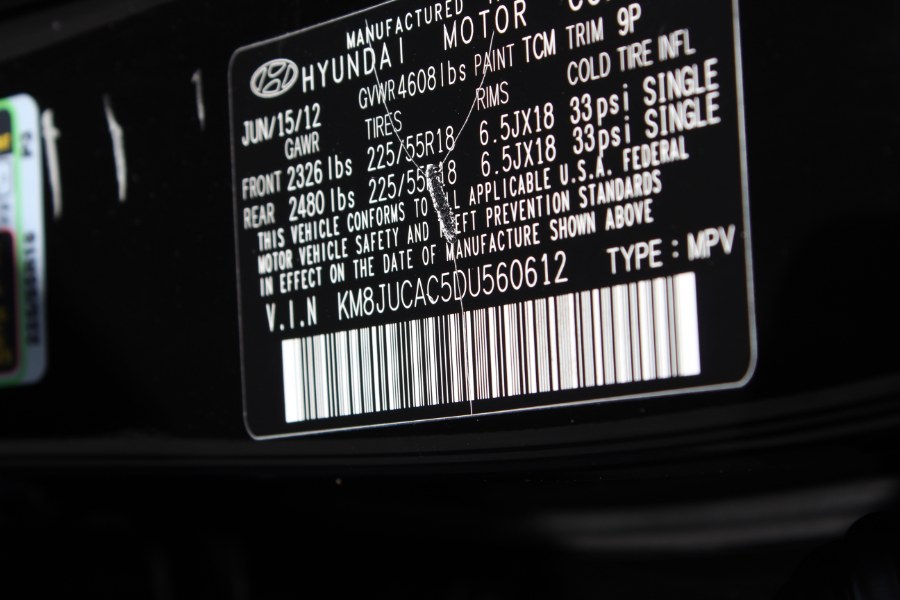 MANUFACTURED
HYUNDAI MOTOR
GVWR4608lbs PAINT TCM TRIM 9P
JUN/15/12
GAWR TIRES RIMS COLD TIRE INFL
FRONT 2326 lbs 225/55R18 6.5JX18 33psi SINGLE
REAR 2480 lbs 225/55R18 6.5JX18 33psi SINGLE
THIS VEHICLE CONFORMS TO ALL APPLICABLE U.S.A. FEDERAL
MOTOR VEHICLE SAFETY AND THEFT PREVENTION STANDARDS
IN EFFECT ON THE DATE OF MANUFACTURE SHOWN ABOVE
V.I.N KM8JUCAC5DU560612 TYPE : MPV